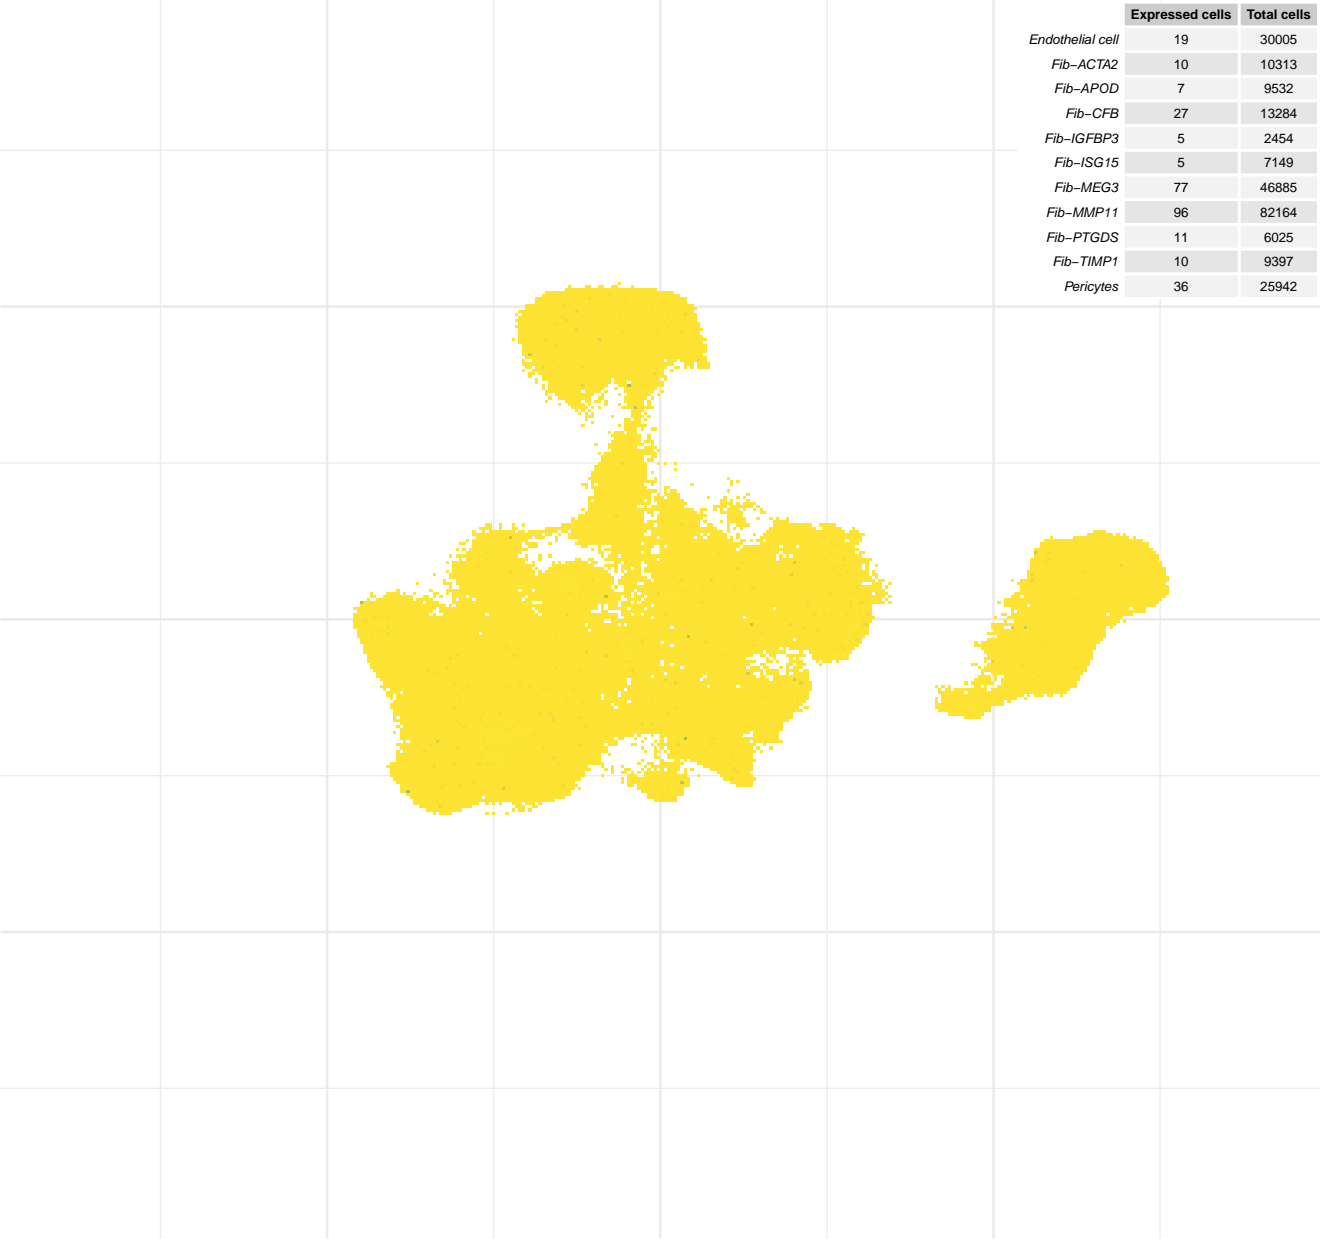 Expressed cells Total cells
Endothelial cell 19 30005
Fib−ACTA2 10 10313
Fib−APOD 7 9532
Fib−CFB 27 13284
Fib−IGFBP3 5 2454
Fib−ISG15 5 7149
Fib−MEG3 77 46885
Fib−MMP11 96 82164
Fib−PTGDS 11 6025
Fib−TIMP1 10 9397
Pericytes 36 25942